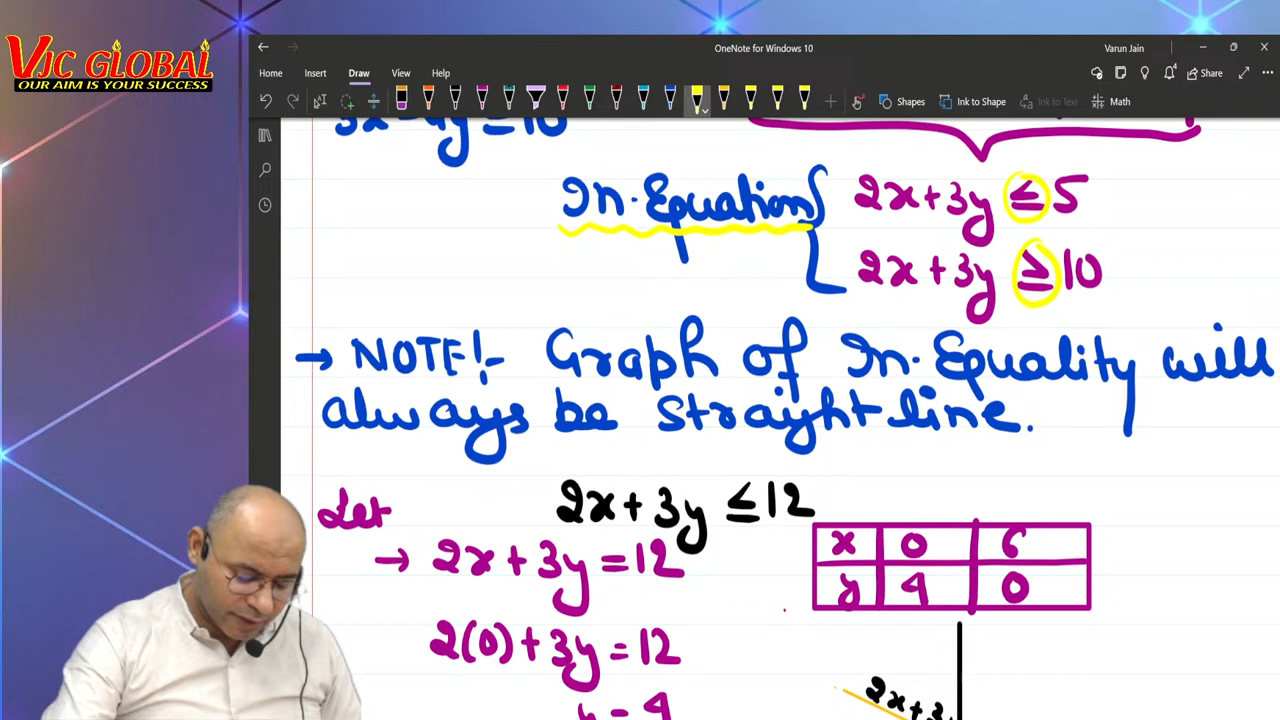 VJC GLOBAL
OUR AIM IS YOUR SUCCESS
OneNote for Windows 10
Varun Jain
Home Insert Draw View Help
Share
Shapes Ink to Shape Ink to Text Math
In.Equation
2x+3y ≤5
2x+3y ≥10
→ NOTE!- Graph of In.Equality will
always be straight line.
Let
2x+3y ≤12
→ 2x+3y=12
x 0 6
y 4 0
2(0)+3y=12
y=4
2x+3